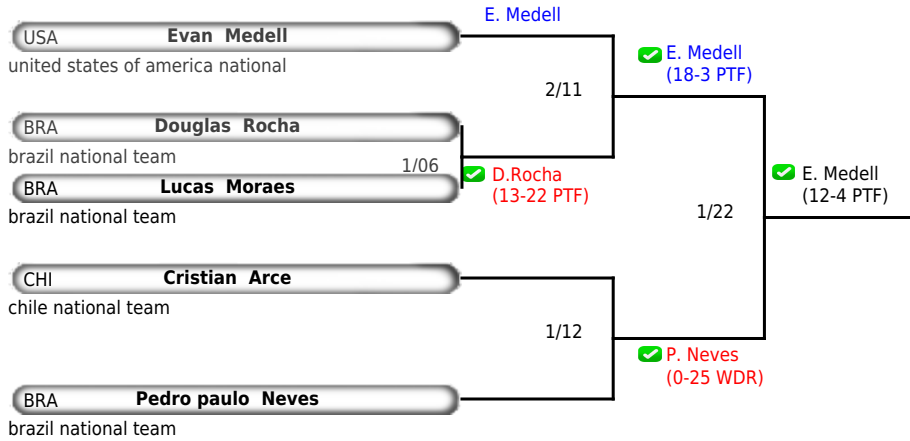 E. Medell
USA Evan Medell
united states of america national
E. Medell
(18-3 PTF)
2/11
BRA Douglas Rocha
brazil national team
1/06
D.Rocha
(13-22 PTF)
BRA Lucas Moraes
brazil national team
E. Medell
(12-4 PTF)
1/22
CHI Cristian Arce
chile national team
1/12
P. Neves
(0-25 WDR)
BRA Pedro paulo Neves
brazil national team